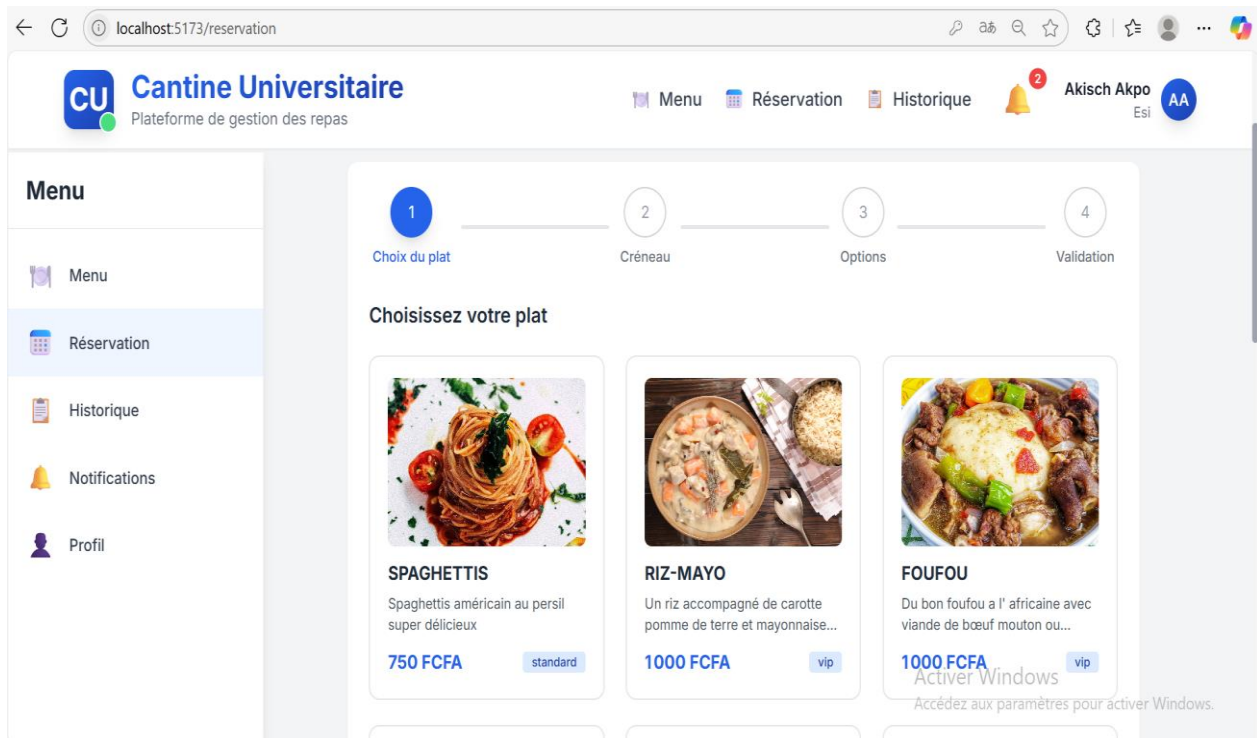 localhost:5173/reservation
CU
Cantine Universitaire
Plateforme de gestion des repas
Menu
Réservation
Historique
2
Akisch Akpo
Esi
AA
Menu
Menu
Réservation
Historique
Notifications
Profil
1
2
3
4
Choix du plat
Créneau
Options
Validation
Choisissez votre plat
SPAGHETTIS
Spaghettis américain au persil
super délicieux
750 FCFA
standard
RIZ-MAYO
Un riz accompagné de carotte
pomme de terre et mayonnaise...
1000 FCFA
vip
FOUFOU
Du bon foufou a l' africaine avec
viande de bœuf mouton ou...
1000 FCFA
vip
Activer Windows
Accédez aux paramètres pour activer Windows.